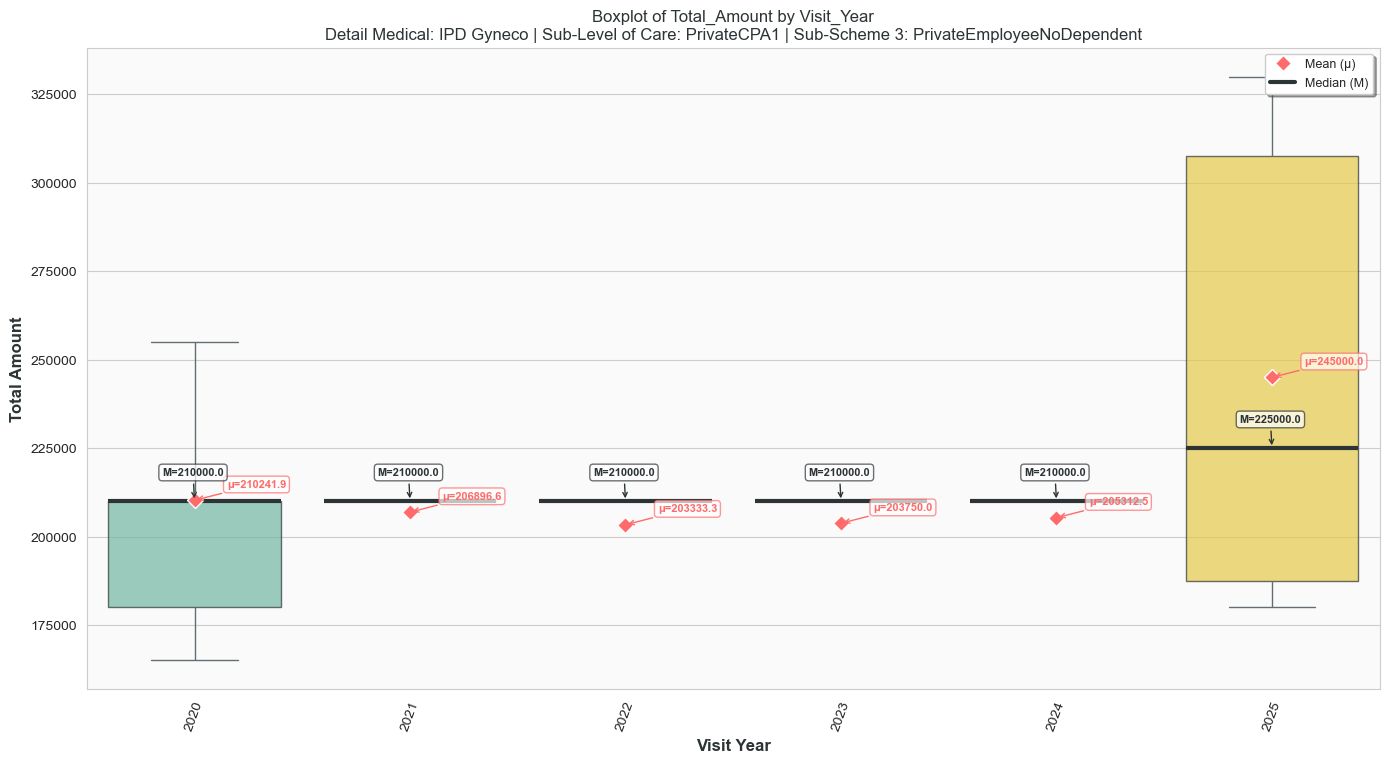 Boxplot of Total_Amount by Visit_Year
Detail Medical: IPD Gyneco | Sub-Level of Care: PrivateCPA1 | Sub-Scheme 3: PrivateEmployeeNoDependent
Mean (μ)
Median (M)
Total Amount
325000
300000
275000
250000
225000
200000
175000
M=210000.0
μ=210241.9
M=210000.0
μ=206896.6
M=210000.0
μ=203333.3
M=210000.0
μ=203750.0
M=210000.0
μ=205312.5
μ=245000.0
M=225000.0
2020
2021
2022
2023
2024
2025
Visit Year